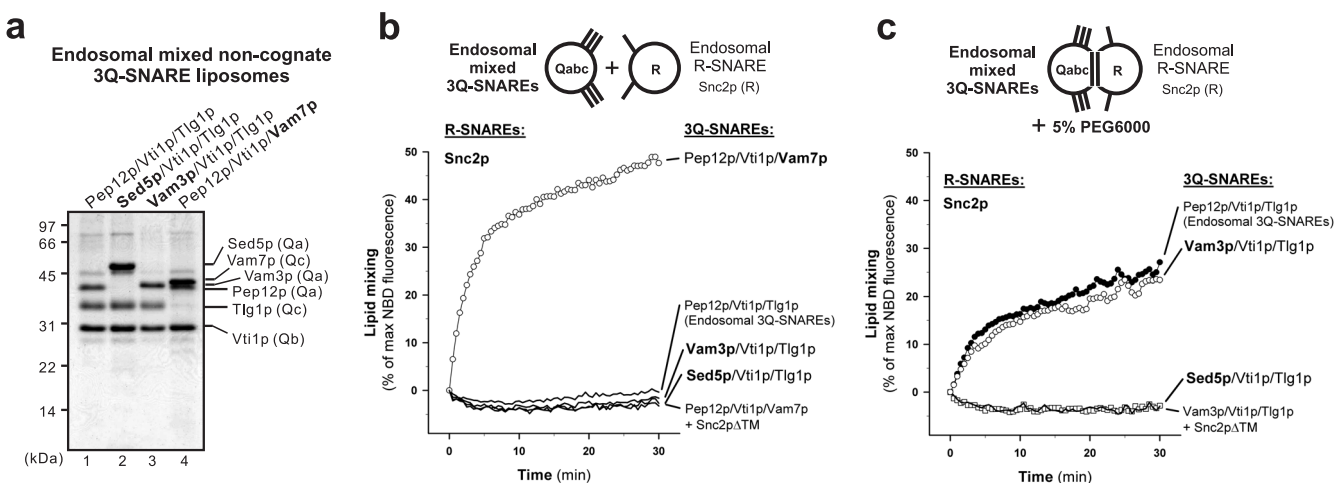 a
Endosomal mixed non-cognate
3Q-SNARE liposomes
Pep12p/Vti1p/Tlg1p
Sed5p/Vti1p/Tlg1p
Vam3p/Vti1p/Tlg1p
Pep12p/Vti1p/Vam7p
97
66
45
31
22
14
(kDa)
1 2 3 4
Sed5p (Qa)
Vam7p (Qc)
Vam3p (Qa)
Pep12p (Qa)
Tlg1p (Qc)
Vti1p (Qb)
b
Endosomal
mixed
3Q-SNAREs
Qabc
+
R
Endosomal
R-SNARE
Snc2p (R)
R-SNAREs:
Snc2p
3Q-SNAREs:
Pep12p/Vti1p/Vam7p
Pep12p/Vti1p/Tlg1p
(Endosomal 3Q-SNAREs)
Vam3p/Vti1p/Tlg1p
Sed5p/Vti1p/Tlg1p
Pep12p/Vti1p/Vam7p
+ Snc2pΔTM
Lipid mixing
(% of max NBD fluorescence)
50
40
30
20
10
0
0 10 20 30
Time (min)
c
Endosomal
mixed
3Q-SNAREs
Qabc
R
Endosomal
R-SNARE
Snc2p (R)
+ 5% PEG6000
R-SNAREs:
Snc2p
3Q-SNAREs:
Pep12p/Vti1p/Tlg1p
(Endosomal 3Q-SNAREs)
Vam3p/Vti1p/Tlg1p
Sed5p/Vti1p/Tlg1p
Vam3p/Vti1p/Tlg1p
+ Snc2pΔTM
Lipid mixing
(% of max NBD fluorescence)
50
40
30
20
10
0
0 10 20 30
Time (min)